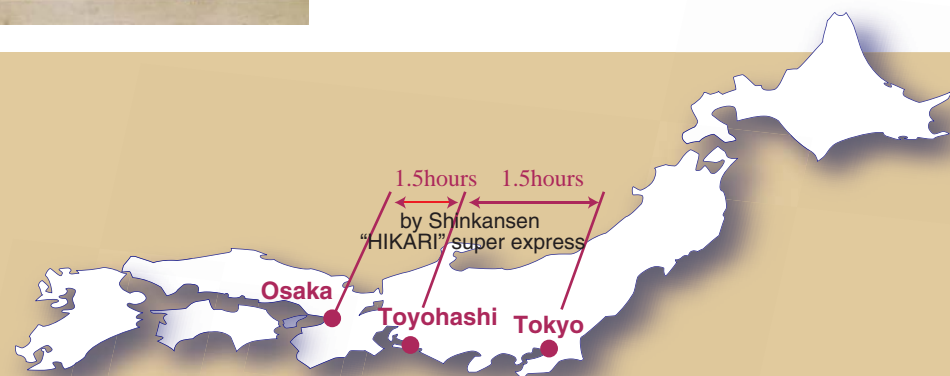 1.5hours 1.5hours
by Shinkansen
“HIKARI” super express
Osaka
Toyohashi
Tokyo